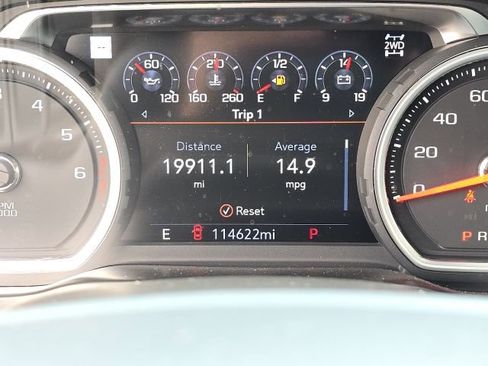 2WD
60 210 1/2 14
0 120 160 260 E F 9 19
Trip 1
Distance Average
19911.1 14.9
mi mpg
Reset
E 114622mi P
5
6
60
40
20
0
P R